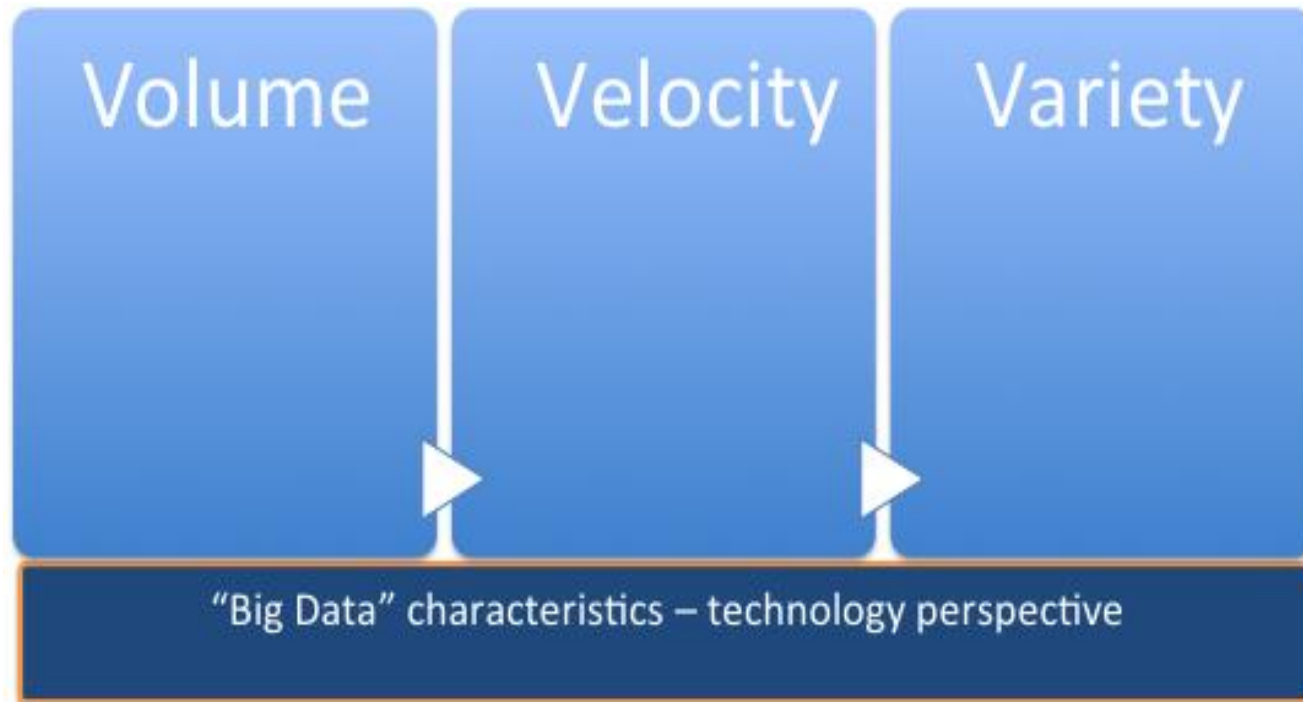 Volume
Velocity
Variety
“Big Data” characteristics – technology perspective